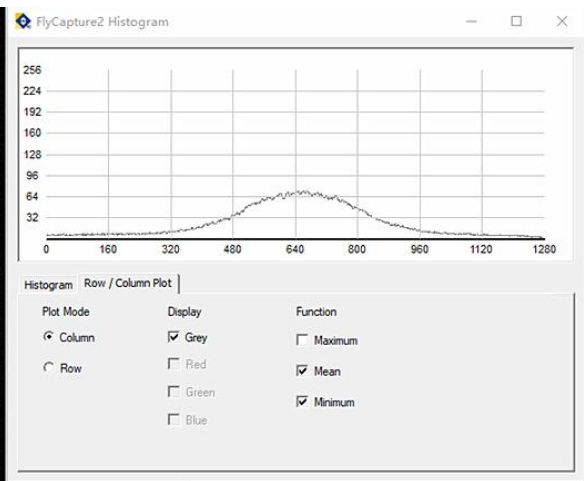 FlyCapture2 Histogram
256
224
192
160
128
96
64
32
0 160 320 480 640 800 960 1120 1280
Histogram Row / Column Plot
Plot Mode Display Function
Column Grey Maximum
Row Red Mean
Green Minimum
Blue